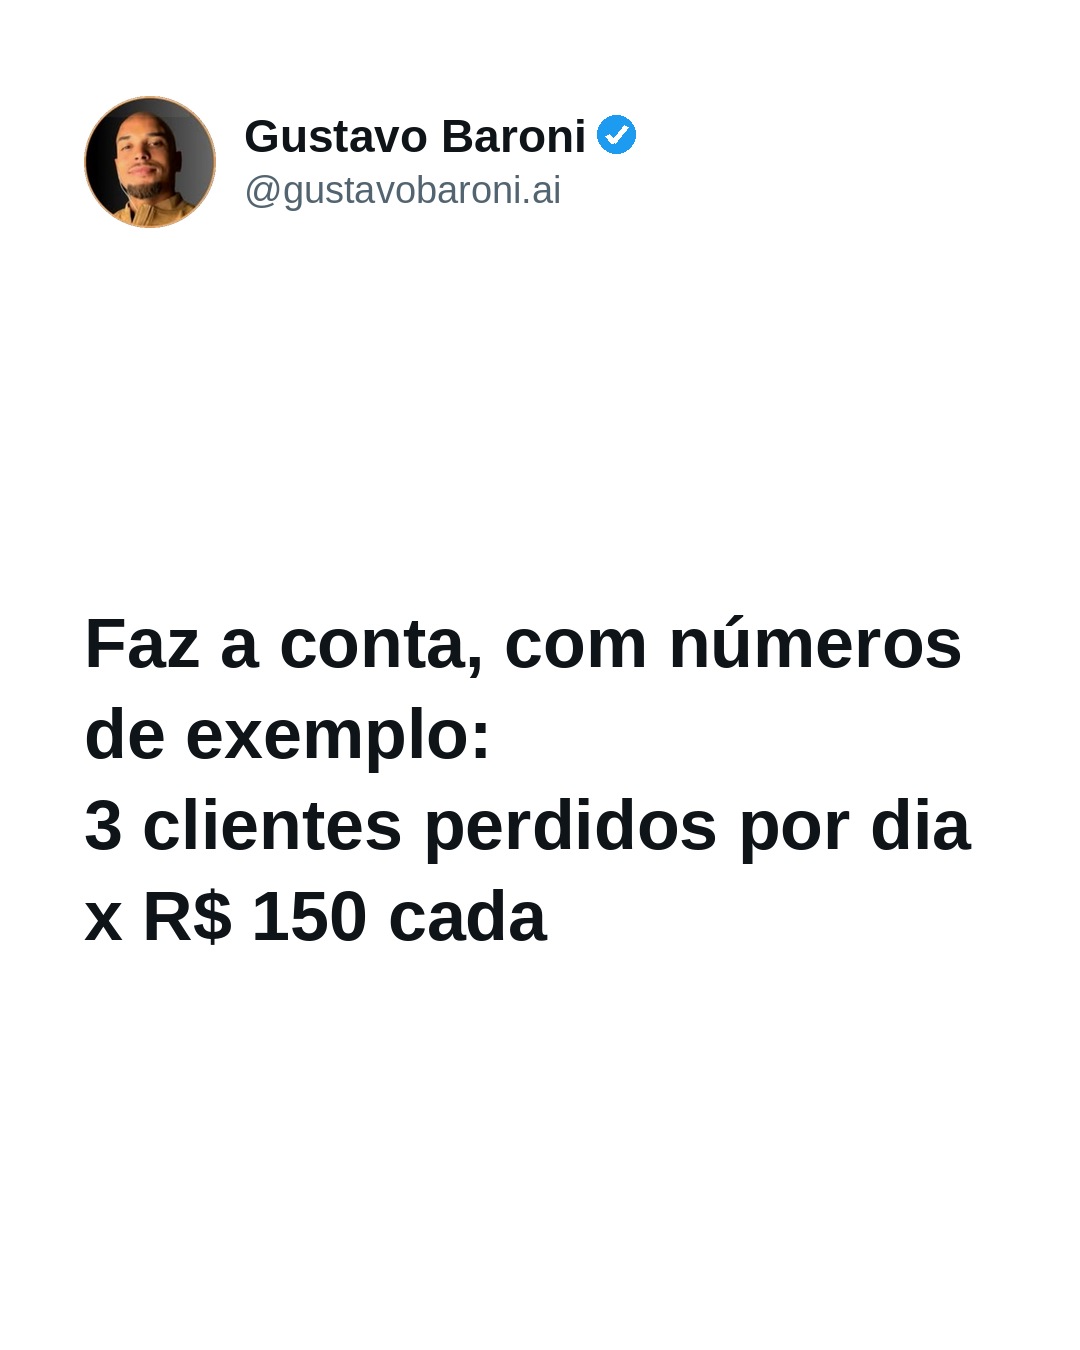 Gustavo Baroni
@gustavobaroni.ai
Faz a conta, com números
de exemplo:
3 clientes perdidos por dia
x R$ 150 cada